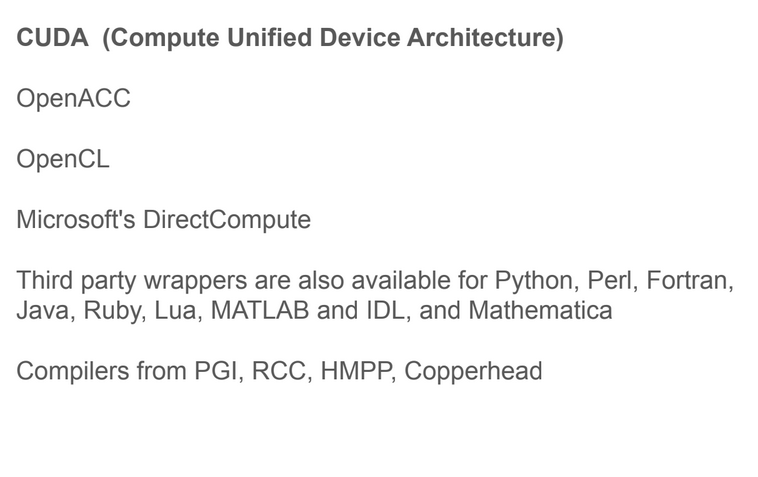 CUDA  (Compute Unified Device Architecture)
OpenACC
OpenCL
Microsoft's DirectCompute
Third party wrappers are also available for Python, Perl, Fortran,
Java, Ruby, Lua, MATLAB and IDL, and Mathematica
Compilers from PGI, RCC, HMPP, Copperhead